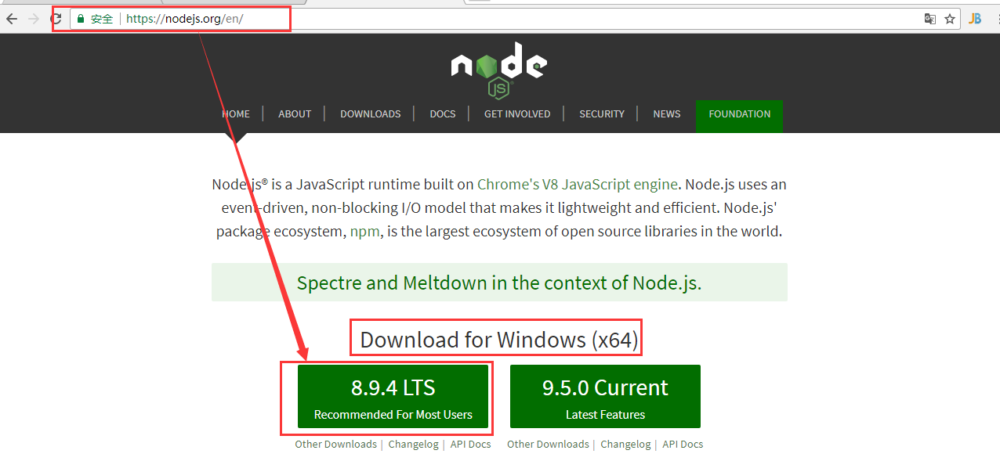 安全 https://nodejs.org/en/ JB
node
JS
HOME ABOUT DOWNLOADS DOCS GET INVOLVED SECURITY NEWS FOUNDATION
Node.js® is a JavaScript runtime built on Chrome's V8 JavaScript engine. Node.js uses an
event-driven, non-blocking I/O model that makes it lightweight and efficient. Node.js'
package ecosystem, npm, is the largest ecosystem of open source libraries in the world.
Spectre and Meltdown in the context of Node.js.
Download for Windows (x64)
8.9.4 LTS
Recommended For Most Users
9.5.0 Current
Latest Features
Other Downloads | Changelog | API Docs
Other Downloads | Changelog | API Docs